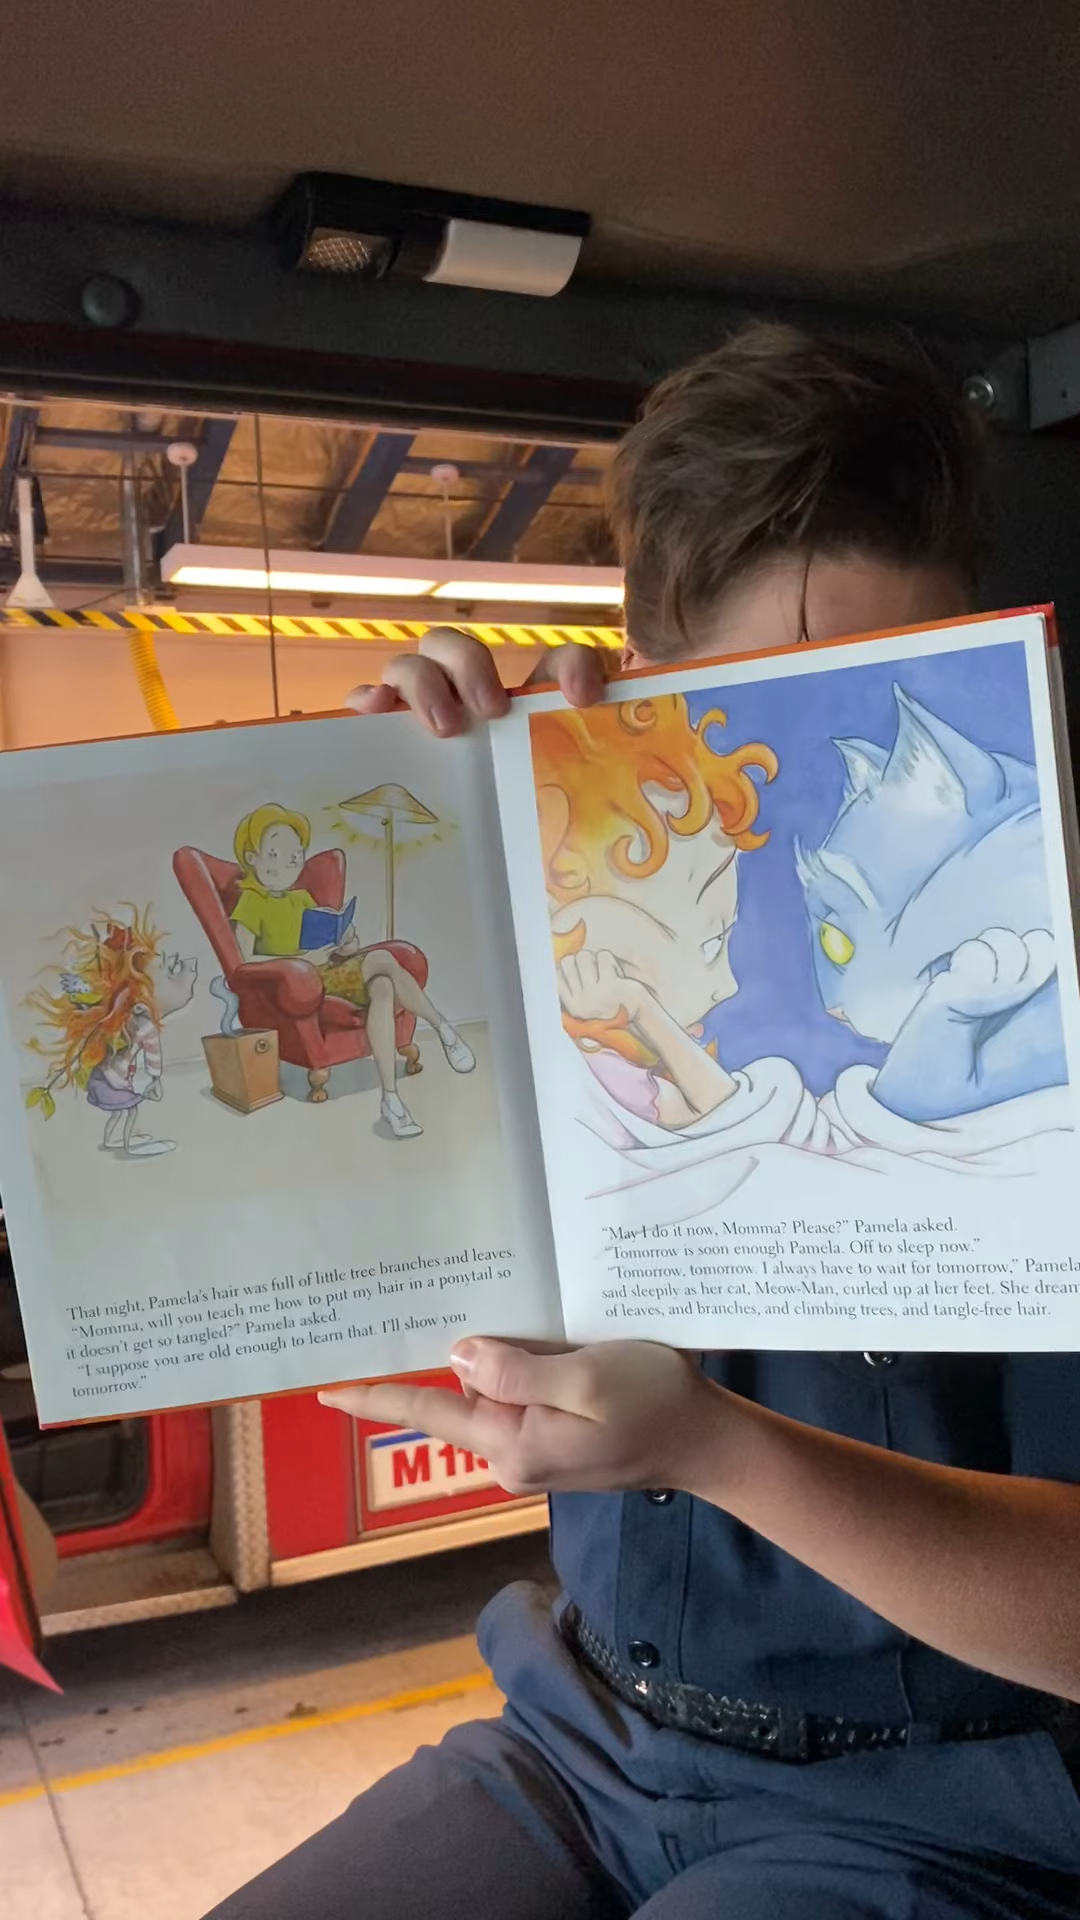 That night, Pamela's hair was full of little tree branches and leaves.
"Momma, will you teach me how to put my hair in a ponytail so
it doesn't get so tangled?" Pamela asked.
"I suppose you are old enough to learn that. I'll show you
tomorrow."
"May I do it now, Momma? Please?" Pamela asked.
"Tomorrow is soon enough Pamela. Off to sleep now."
"Tomorrow, tomorrow. I always have to wait for tomorrow," Pamela
said sleepily as her cat, Meow-Man, curled up at her feet. She dream
of leaves, and branches, and climbing trees, and tangle-free hair.
M 11